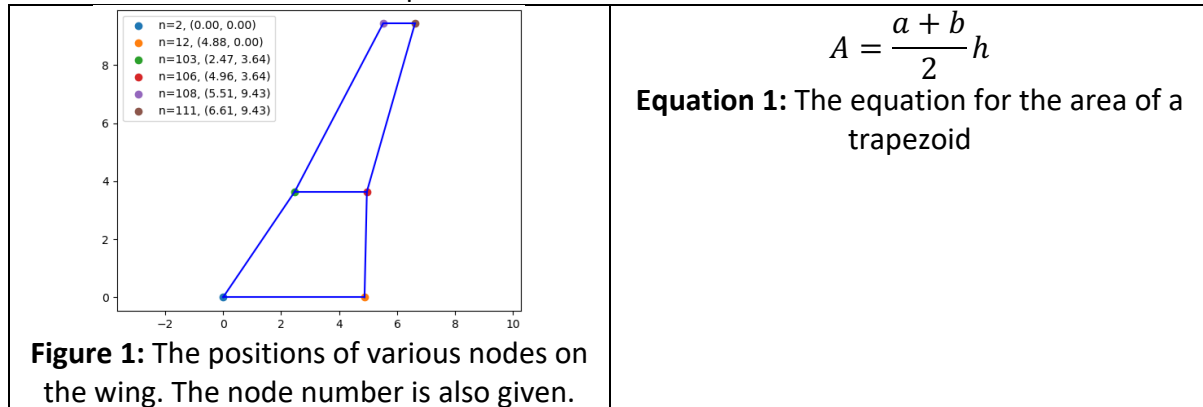 n=2, (0.00, 0.00)
n=12, (4.88, 0.00)
n=103, (2.47, 3.64)
n=106, (4.96, 3.64)
n=108, (5.51, 9.43)
n=111, (6.61, 9.43)
8
6
4
2
0
−2 0 2 4 6 8 10
Figure 1: The positions of various nodes on
the wing. The node number is also given.
A = (a + b)/2 h
Equation 1: The equation for the area of a
trapezoid